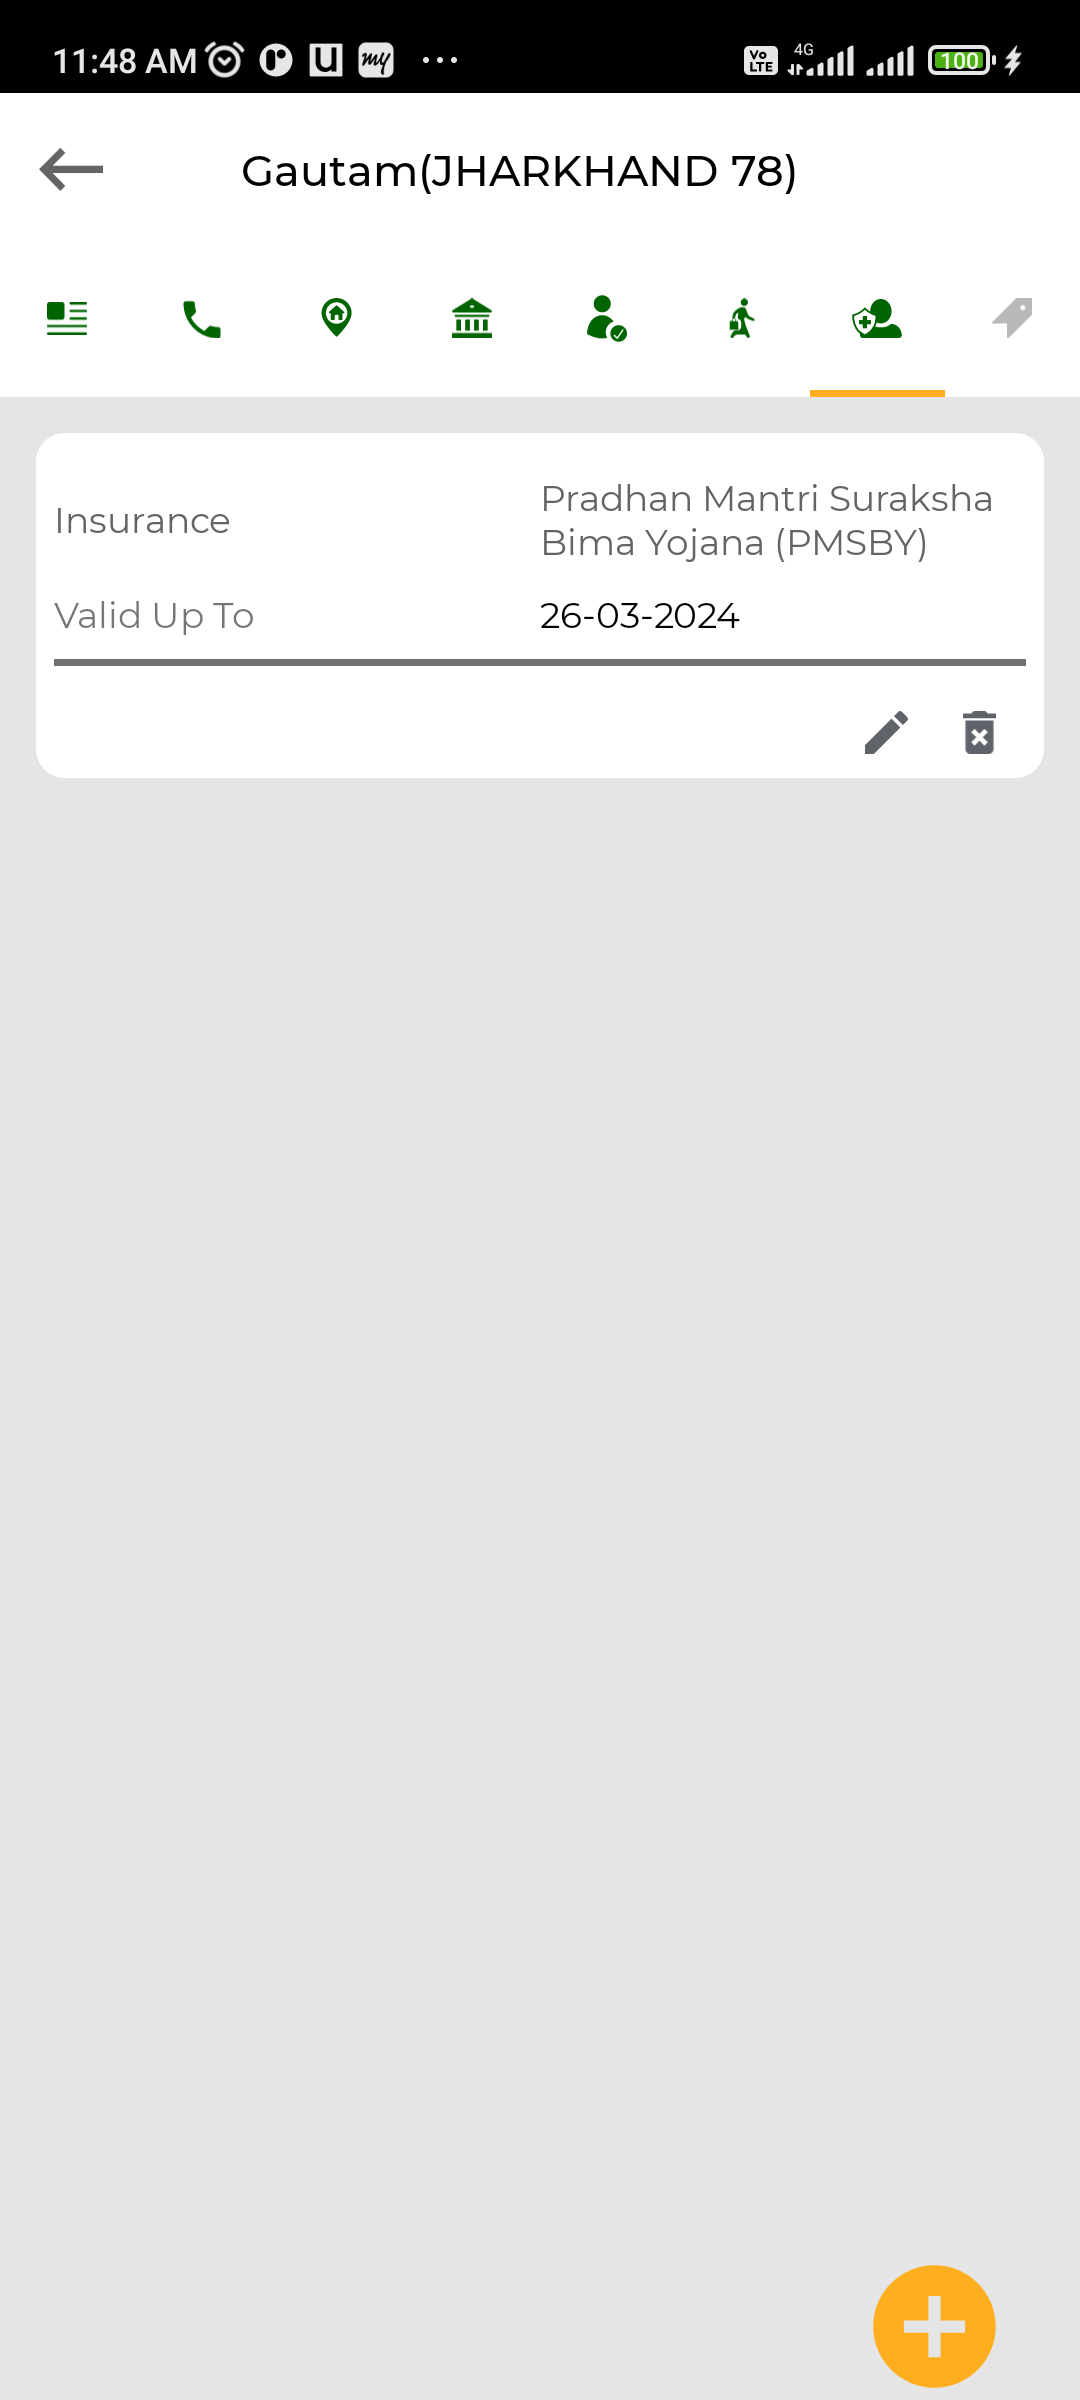 11:48 AM
my
Vo
LTE
4G
100
Gautam(JHARKHAND 78)
Insurance
Pradhan Mantri Suraksha
Bima Yojana (PMSBY)
Valid Up To
26-03-2024